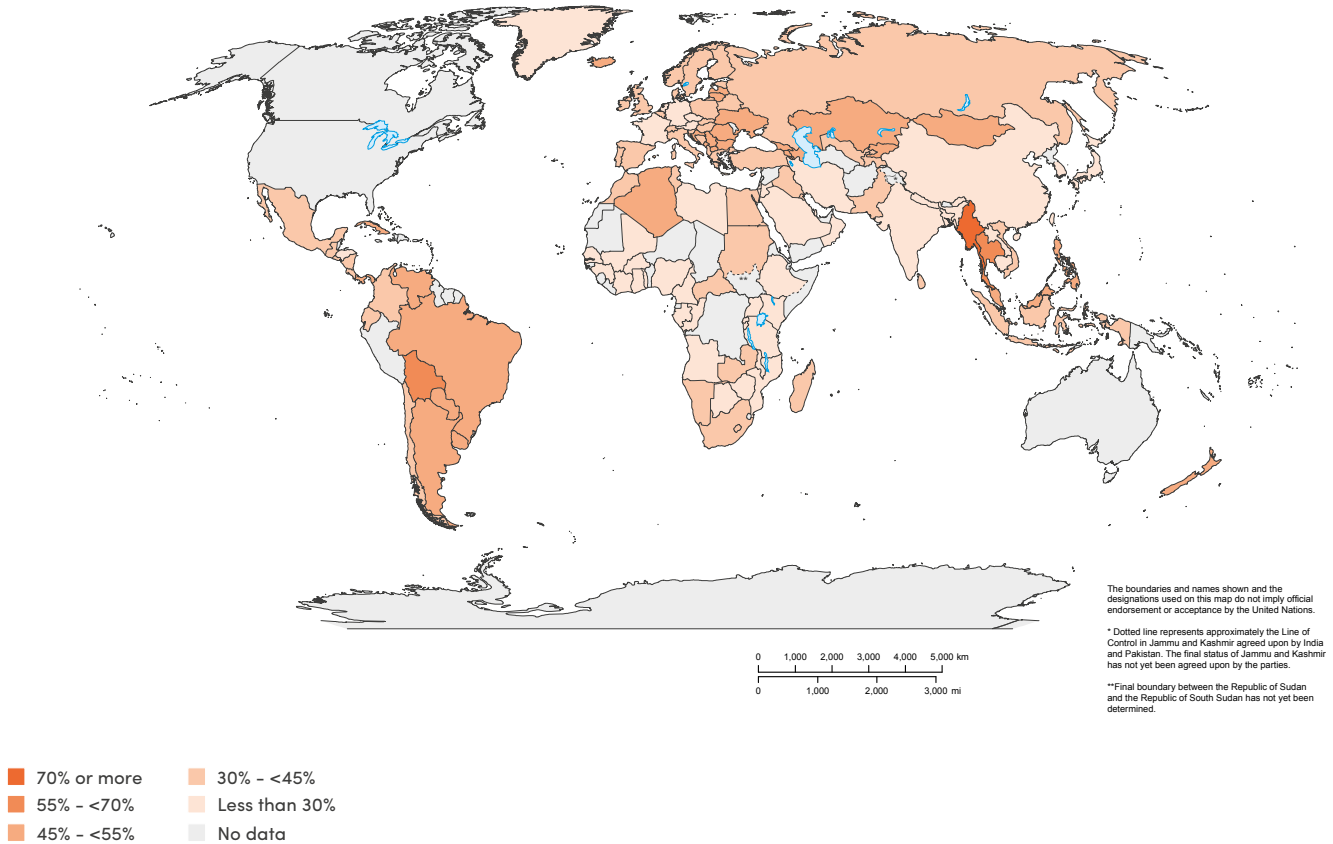 The boundaries and names shown and the
designations used on this map do not imply official
endorsement or acceptance by the United Nations.
* Dotted line represents approximately the Line of
Control in Jammu and Kashmir agreed upon by India
and Pakistan. The final status of Jammu and Kashmir
has not yet been agreed upon by the parties.
**Final boundary between the Republic of Sudan
and the Republic of South Sudan has not yet been
determined.
0 1,000 2,000 3,000 4,000 5,000 km
0 1,000 2,000 3,000 mi
70% or more
55% - <70%
45% - <55%
30% - <45%
Less than 30%
No data